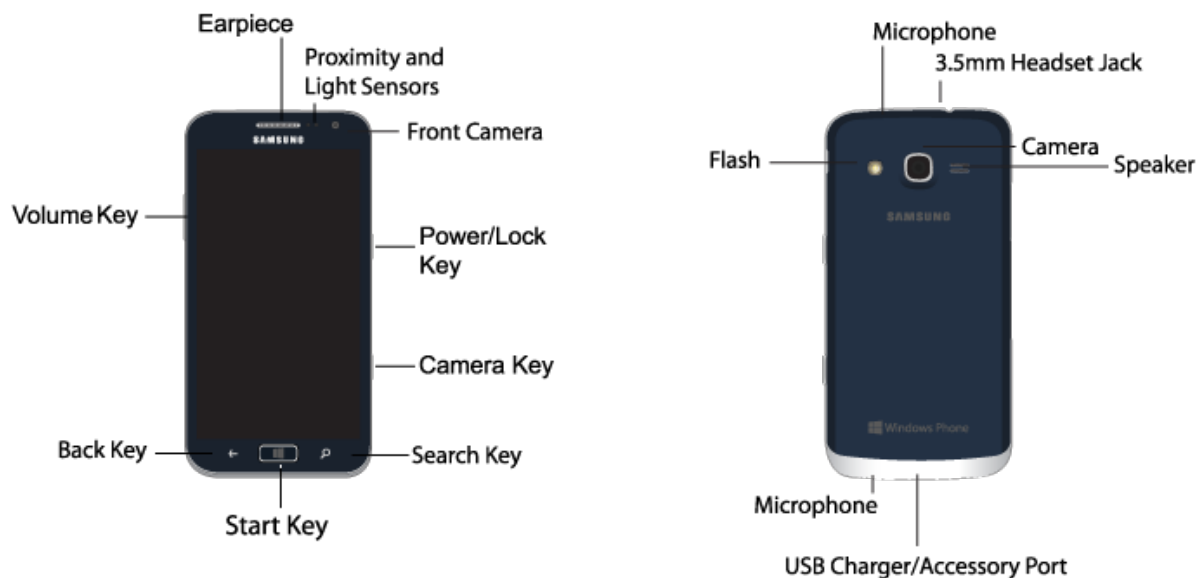 Earpiece
Proximity and
Light Sensors
Front Camera
SAMSUNG
Volume Key
Power/Lock
Key
Camera Key
Back Key
Search Key
Start Key
Microphone
3.5mm Headset Jack
Camera
Flash
Speaker
SAMSUNG
Windows Phone
Microphone
USB Charger/Accessory Port